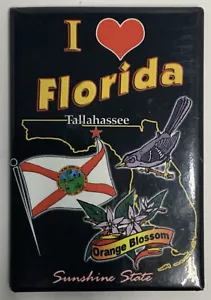 I ❤
Florida
Tallahassee
Orange Blossom
Sunshine State